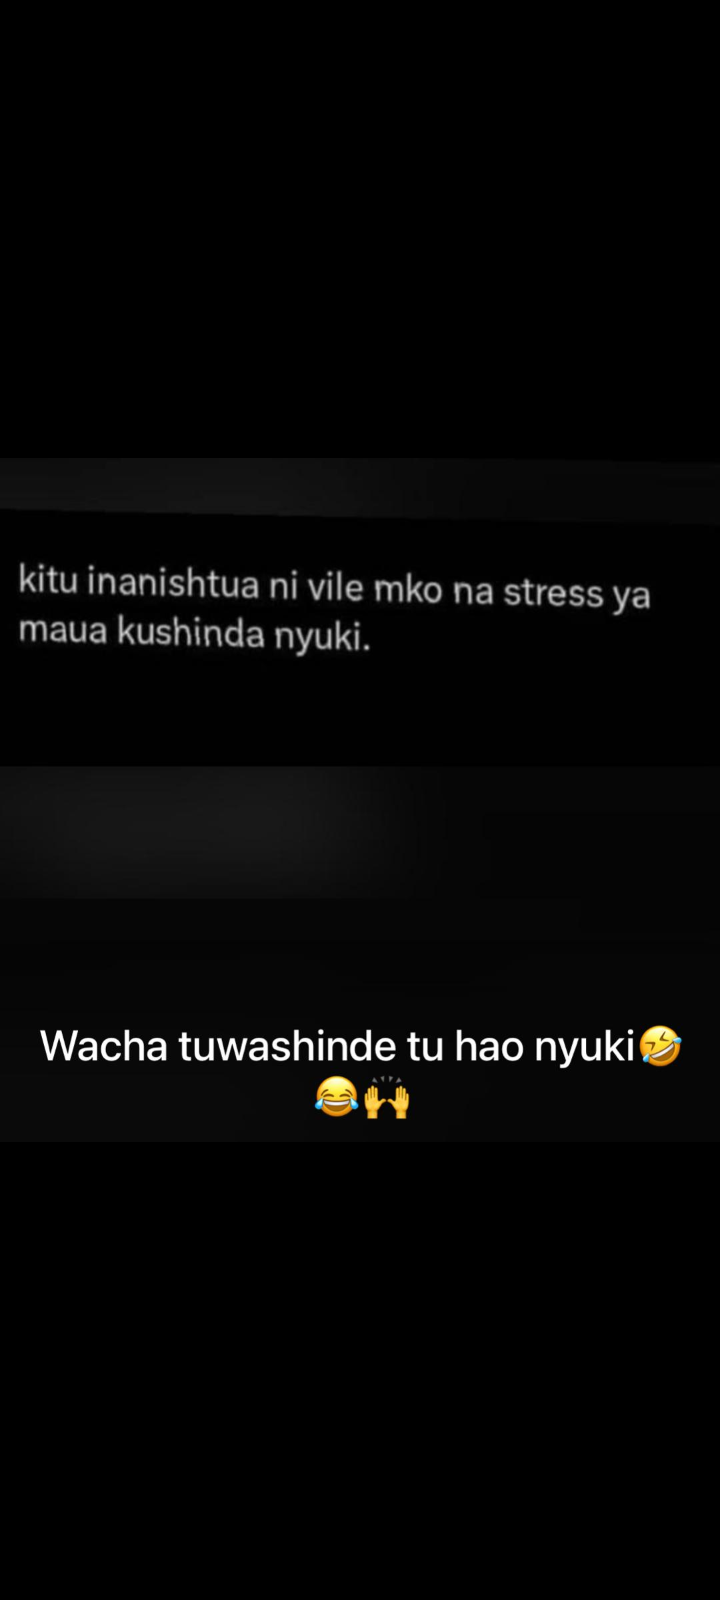 kitu inanishtua ni vile mko na stress ya
maua kushinda nyuki.
Wacha tuwashinde tu hao nyuki🤣
😂🙌